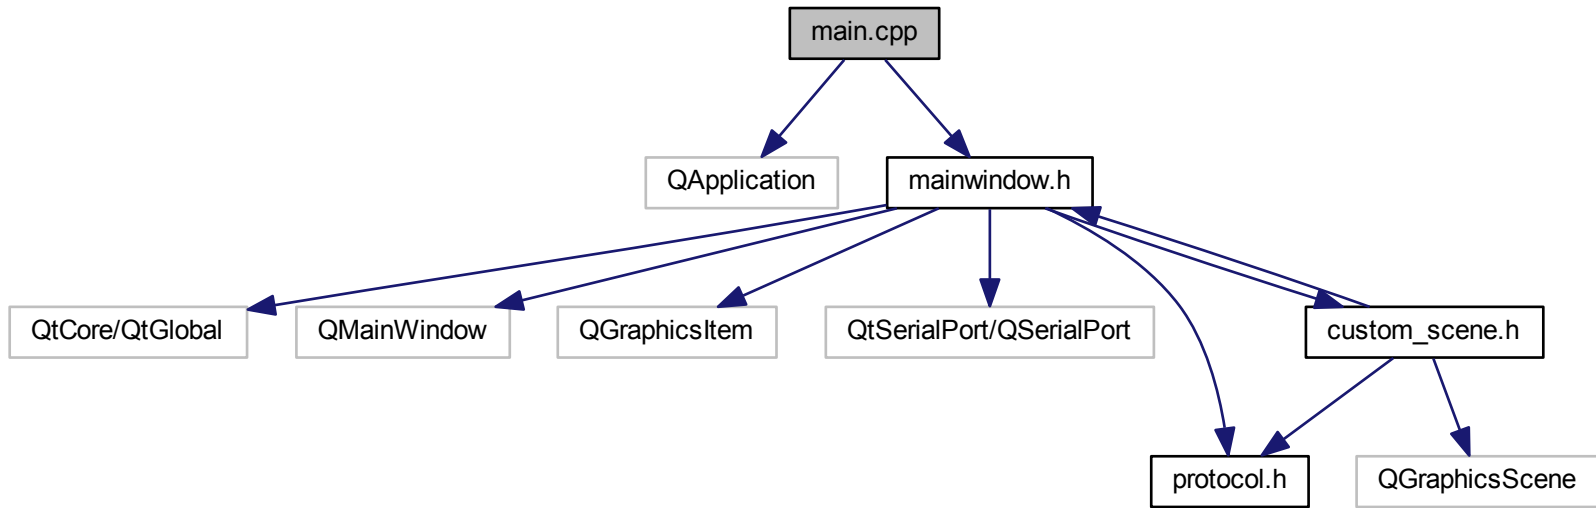 main.cpp
QApplication
mainwindow.h
QtCore/QtGlobal
QMainWindow
QGraphicsItem
QtSerialPort/QSerialPort
custom_scene.h
protocol.h
QGraphicsScene